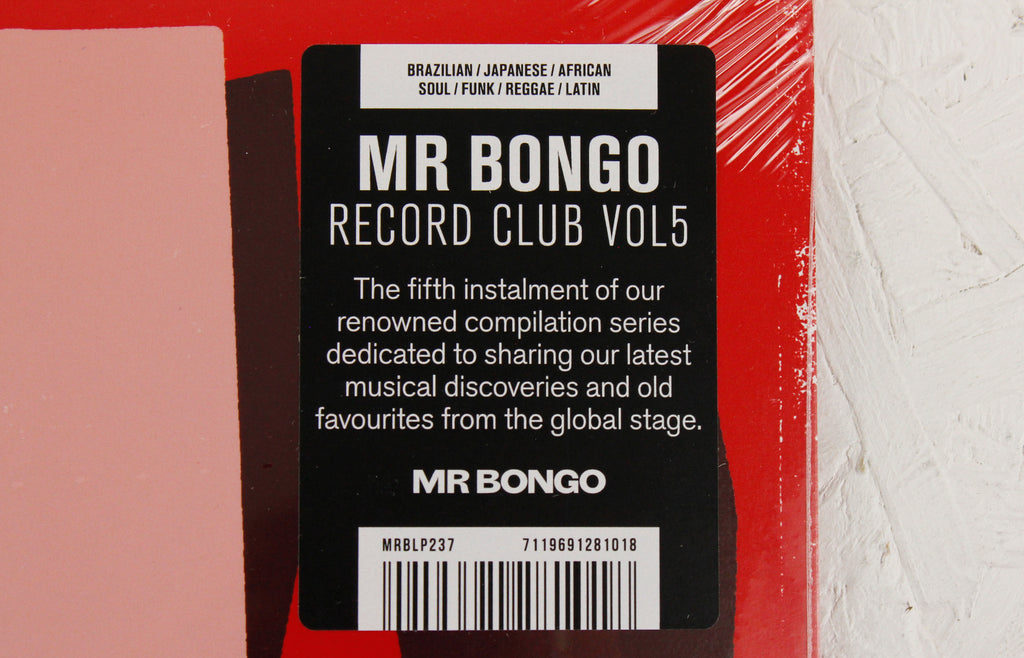 BRAZILIAN / JAPANESE / AFRICAN
SOUL / FUNK / REGGAE / LATIN
MR BONGO
RECORD CLUB VOL5
The fifth instalment of our
renowned compilation series
dedicated to sharing our latest
musical discoveries and old
favourites from the global stage.
MR BONGO
MRBLP237 7119691281018